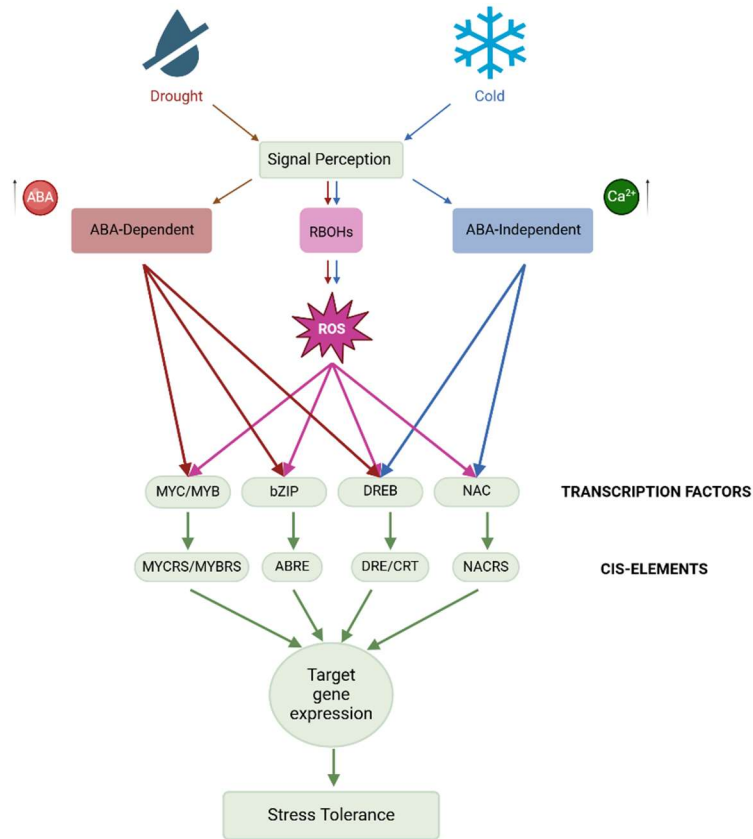 Drought
Cold
Signal Perception
ABA
Ca²⁺
ABA-Dependent
RBOHs
ABA-Independent
ROS
MYC/MYB
bZIP
DREB
NAC
TRANSCRIPTION FACTORS
MYCRS/MYBRS
ABRE
DRE/CRT
NACRS
CIS-ELEMENTS
Target
gene
expression
Stress Tolerance